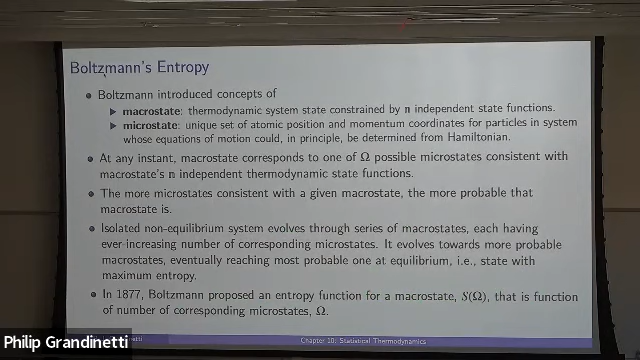 Boltzmann's Entropy
Boltzmann introduced concepts of
macrostate: thermodynamic system state constrained by n independent state functions.
microstate: unique set of atomic position and momentum coordinates for particles in system
whose equations of motion could, in principle, be determined from Hamiltonian.
At any instant, macrostate corresponds to one of Ω possible microstates consistent with
macrostate's n independent thermodynamic state functions.
The more microstates consistent with a given macrostate, the more probable that
macrostate is.
Isolated non-equilibrium system evolves through series of macrostates, each having
ever-increasing number of corresponding microstates. It evolves towards more probable
macrostates, eventually reaching most probable one at equilibrium, i.e., state with
maximum entropy.
In 1877, Boltzmann proposed an entropy function for a macrostate, S(Ω), that is function
of number of corresponding microstates, Ω.
Philip Grandinetti
Chapter 10: Statistical Thermodynamics